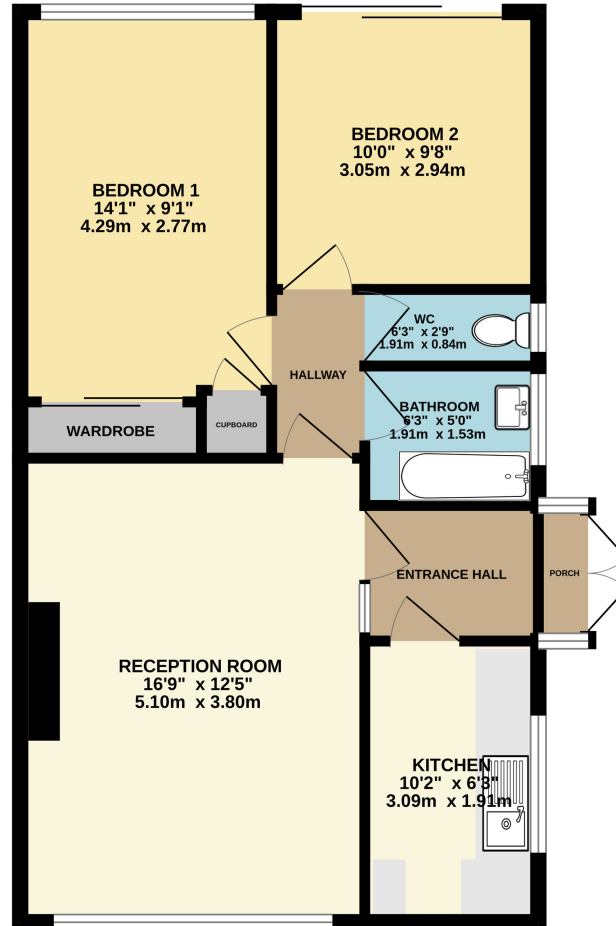 BEDROOM 1
14'1" x 9'1"
4.29m x 2.77m
BEDROOM 2
10'0" x 9'8"
3.05m x 2.94m
WC
6'3" x 2'9"
1.91m x 0.84m
HALLWAY
BATHROOM
6'3" x 5'0"
1.91m x 1.53m
WARDROBE
CUPBOARD
ENTRANCE HALL
PORCH
RECEPTION ROOM
16'9" x 12'5"
5.10m x 3.80m
KITCHEN
10'2" x 6'3"
3.09m x 1.91m